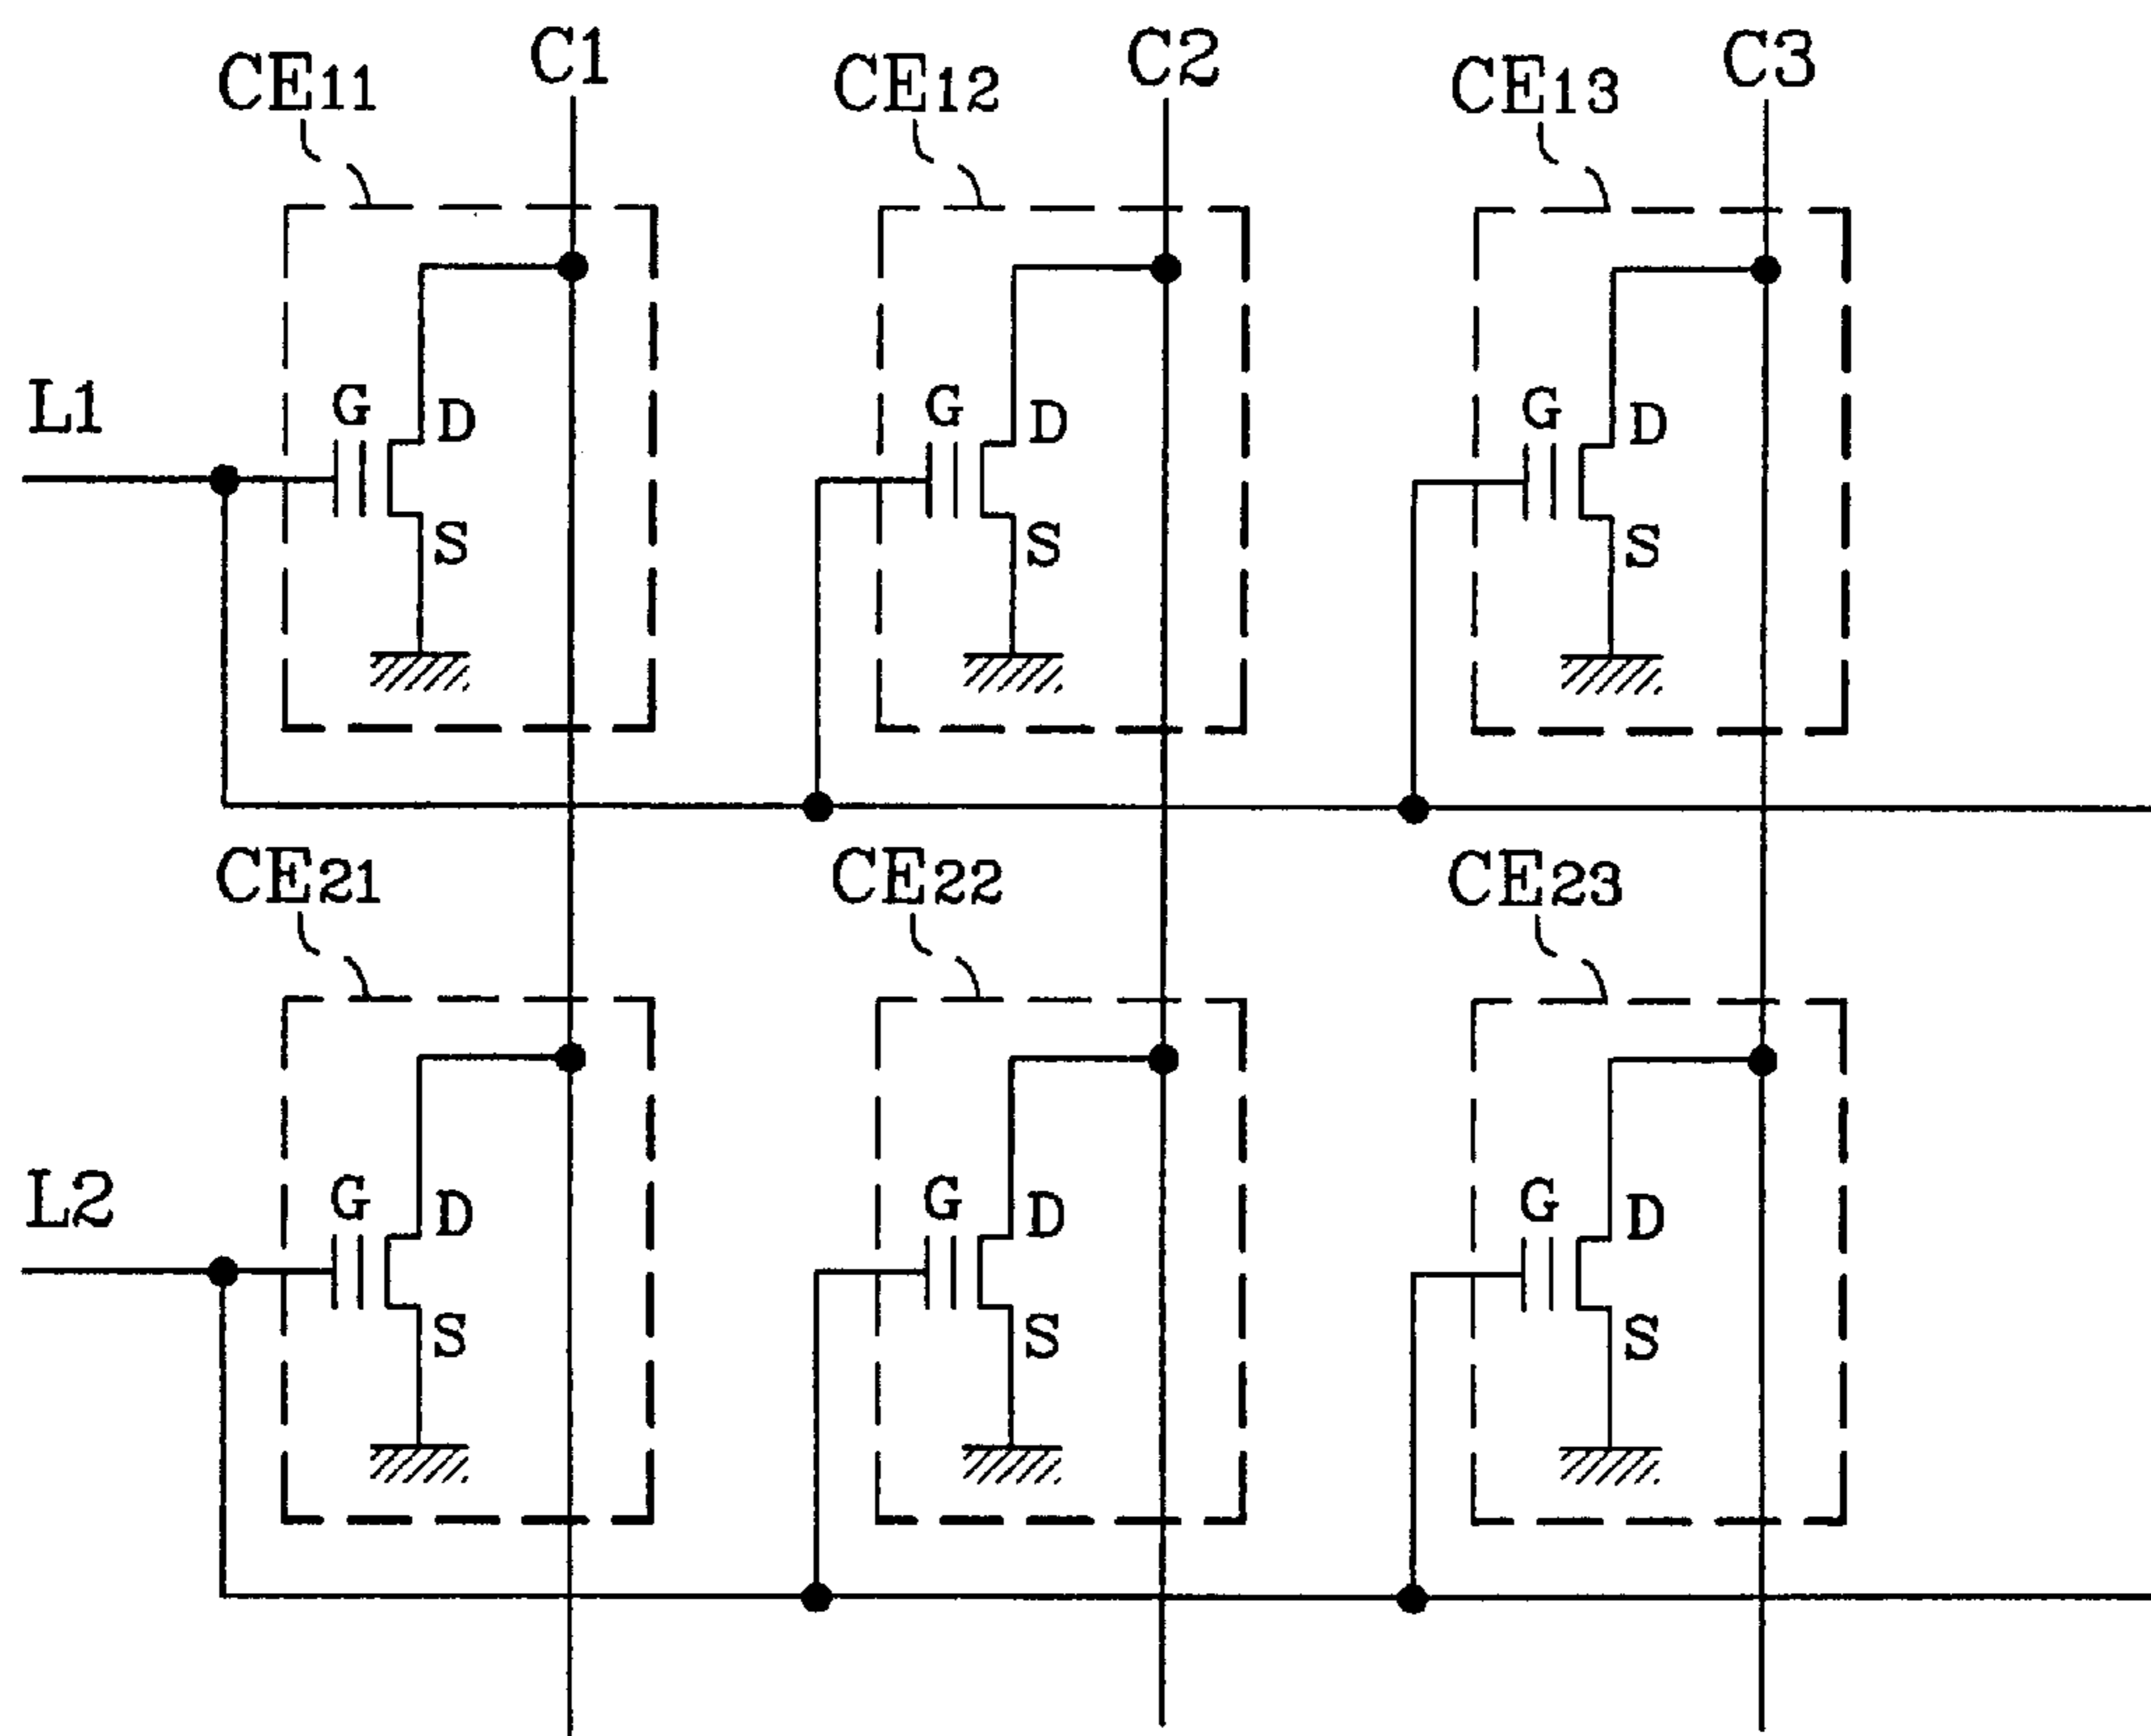 C1 C2 C3
CE11 CE12 CE13
L1
G D G D G D
S S S
CE21 CE22 CE23
L2
G D G D G D
S S S